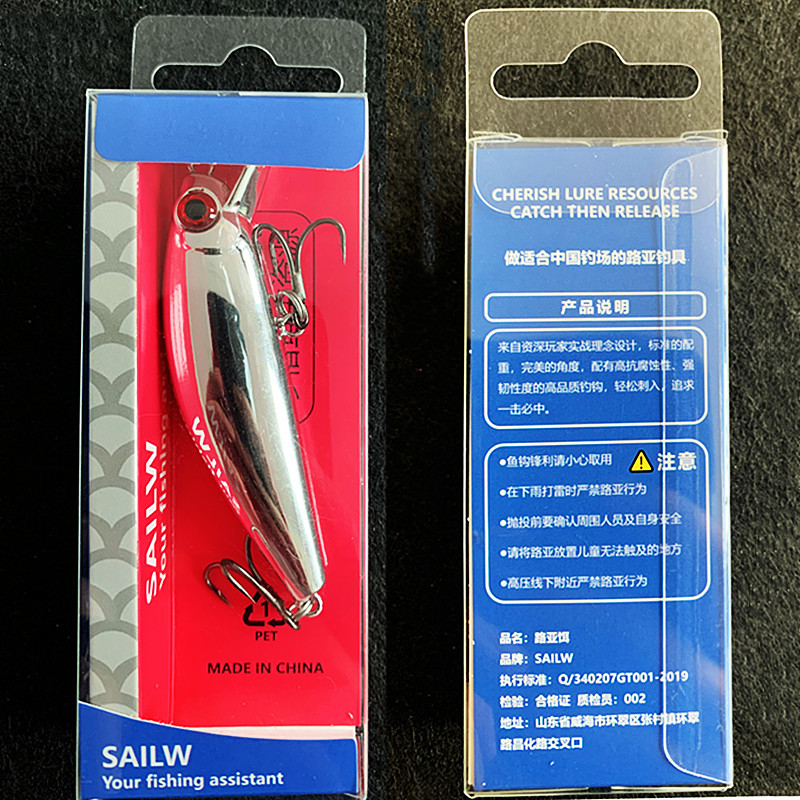 SAILW
Your fishing as
1
PET
MADE IN CHINA
SAILW
Your fishing assistant
CHERISH LURE RESOURCES
CATCH THEN RELEASE
做适合中国钓场的路亚钓具
产品说明
来自资深玩家实战理念设计，标准的配
重，完美的角度，配有高抗腐蚀性、强
韧性度的高品质钓钩，轻松刺入，追求
一击必中。
•鱼钩锋利请小心取用 注意
•在下雨打雷时严禁路亚行为
•抛投前要确认周围人员及自身安全
•请将路亚放置儿童无法触及的地方
•高压线下附近严禁路亚行为
品名：路亚饵
品牌：SAILW
执行标准：Q/340207GT001-2019
检验：合格证 质检员：002
地址：山东省威海市环翠区张村镇环翠
路昌化路交叉口